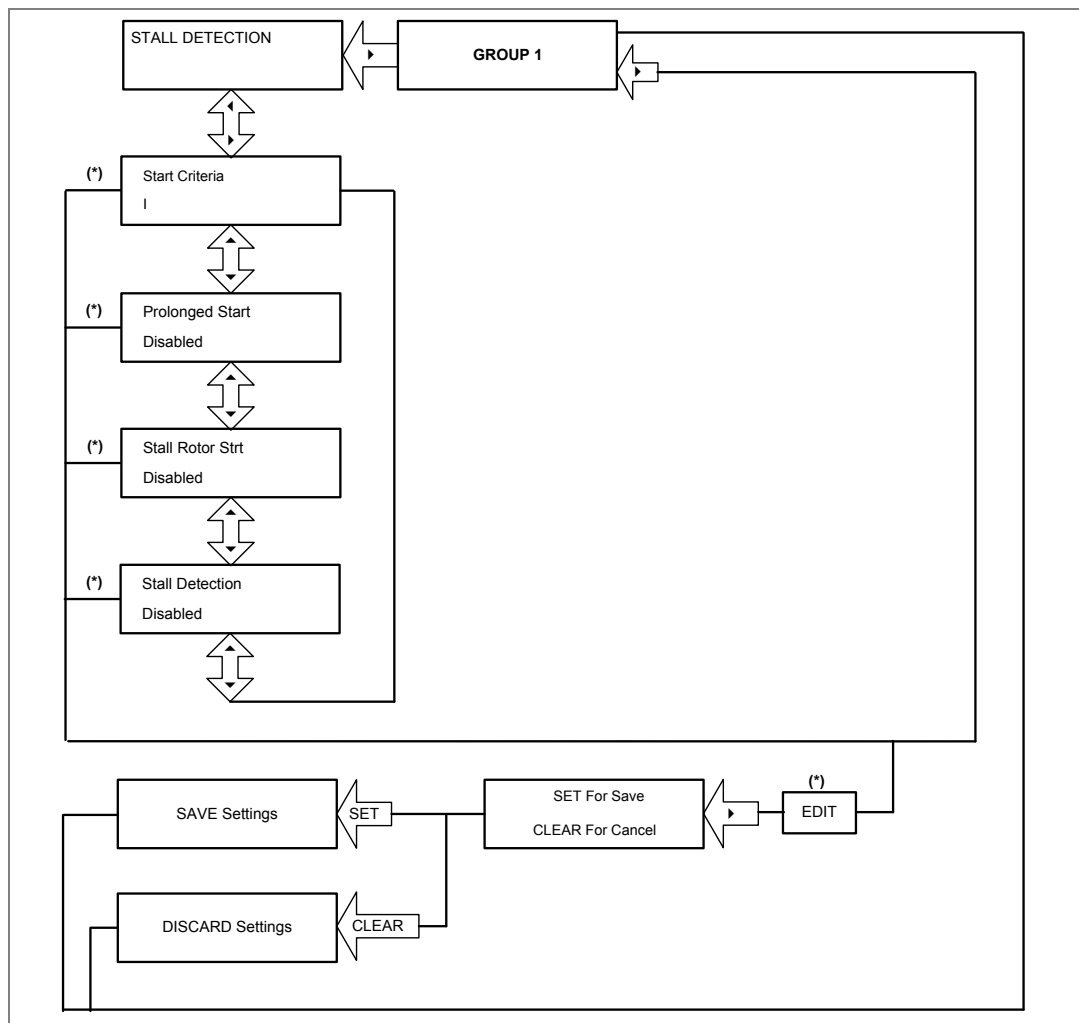 STALL DETECTION
GROUP 1
(*)
Start Criteria
I
(*)
Prolonged Start
Disabled
(*)
Stall Rotor Strt
Disabled
(*)
Stall Detection
Disabled
SAVE Settings
SET
SET For Save
CLEAR For Cancel
(*)
EDIT
DISCARD Settings
CLEAR